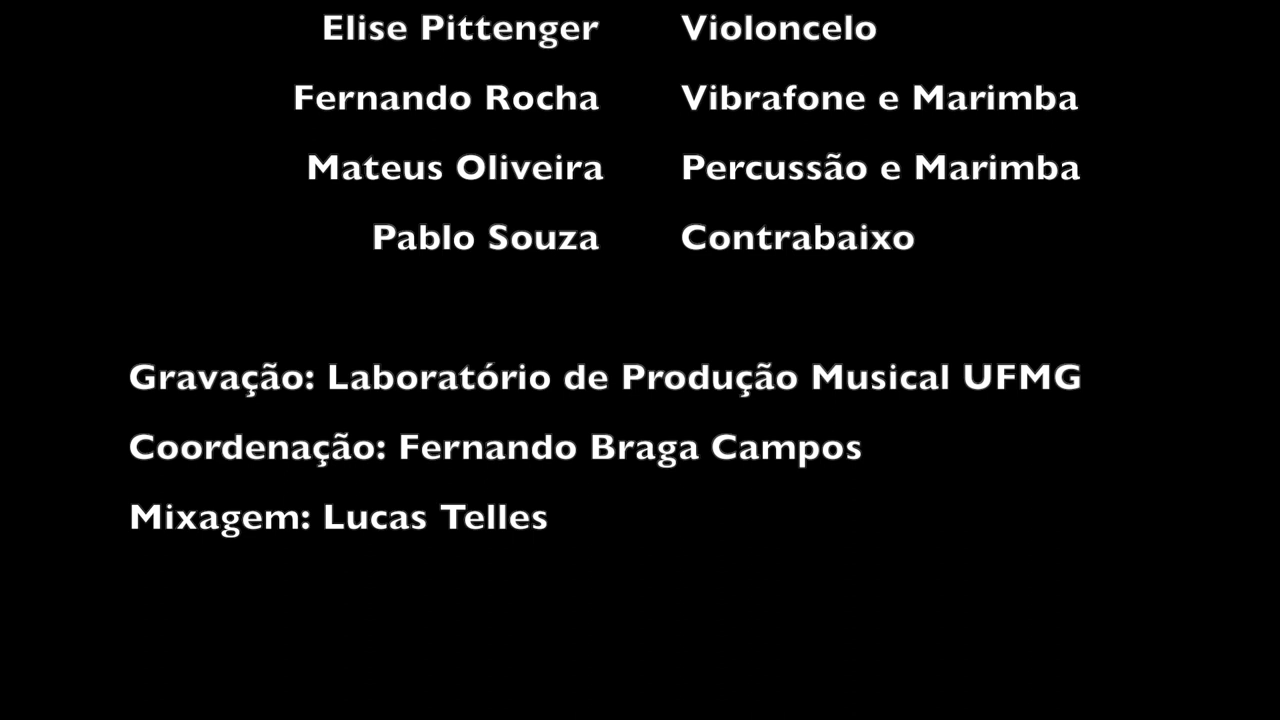 Elise Pittenger Violoncelo
Fernando Rocha Vibrafone e Marimba
Mateus Oliveira Percussão e Marimba
Pablo Souza Contrabaixo
Gravação: Laboratório de Produção Musical UFMG
Coordenação: Fernando Braga Campos
Mixagem: Lucas Telles